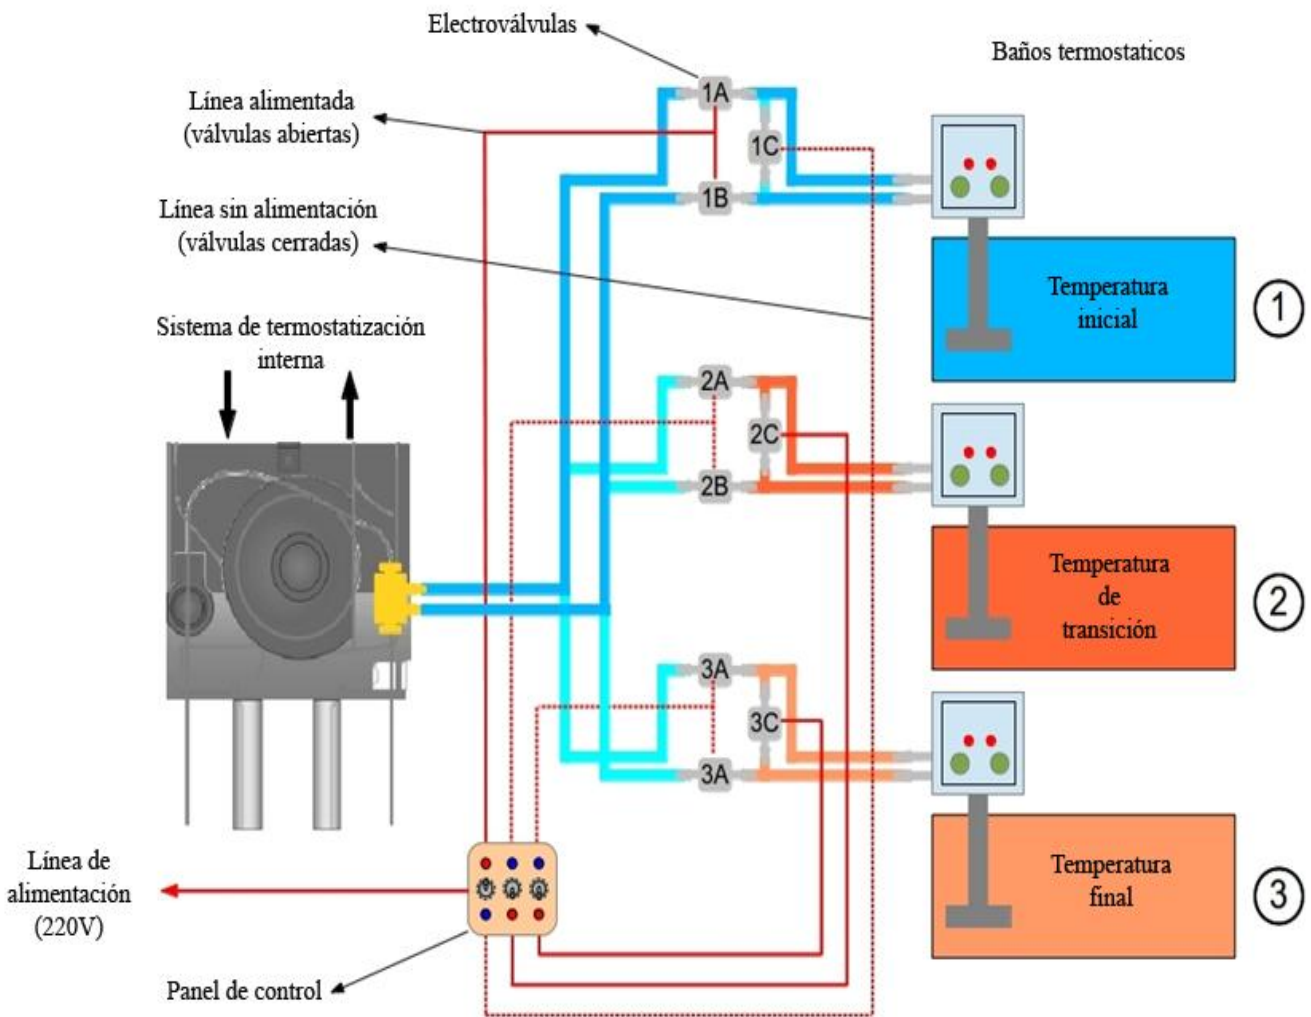 Electroválvulas
Baños termostaticos
Línea alimentada
(válvulas abiertas)
1A
1C
1B
Línea sin alimentación
(válvulas cerradas)
Temperatura
inicial
1
Sistema de termostatización
interna
2A
2C
2B
Temperatura
de
transición
2
3A
3C
3A
Temperatura
final
3
Línea de
alimentación
(220V)
Panel de control